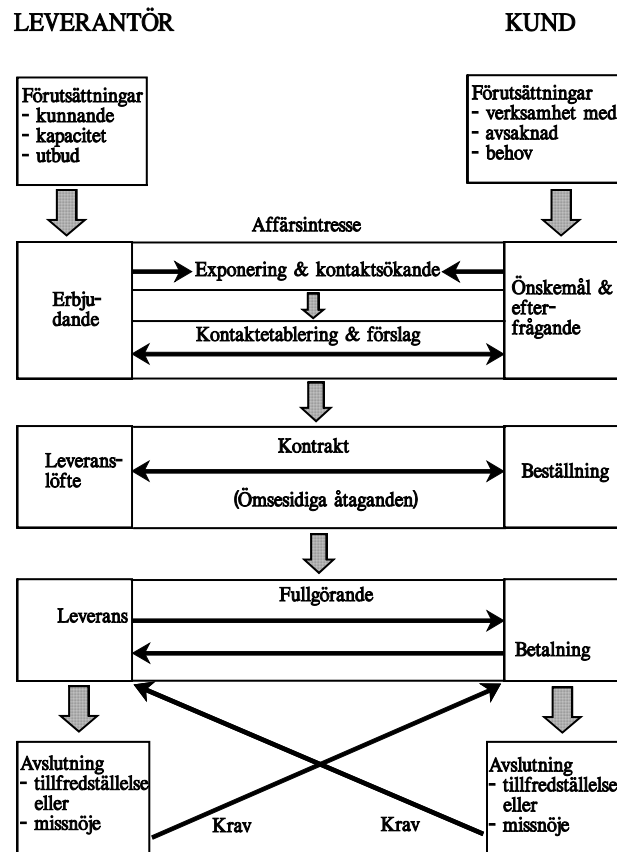 LEVERANTÖR
KUND
Förutsättningar
- kunnande
- kapacitet
- utbud
Förutsättningar
- verksamhet med
- avsaknad
- behov
Affärsintresse
Exponering & kontaktsökande
Erbju-
dande
Önskemål &
efter-
frågande
Kontaktetablering & förslag
Kontrakt
Leverans-
löfte
Beställning
(Ömsesidiga åtaganden)
Fullgörande
Leverans
Betalning
Avslutning
- tillfredställelse
eller
- missnöje
Avslutning
- tillfredställelse
eller
- missnöje
Krav
Krav